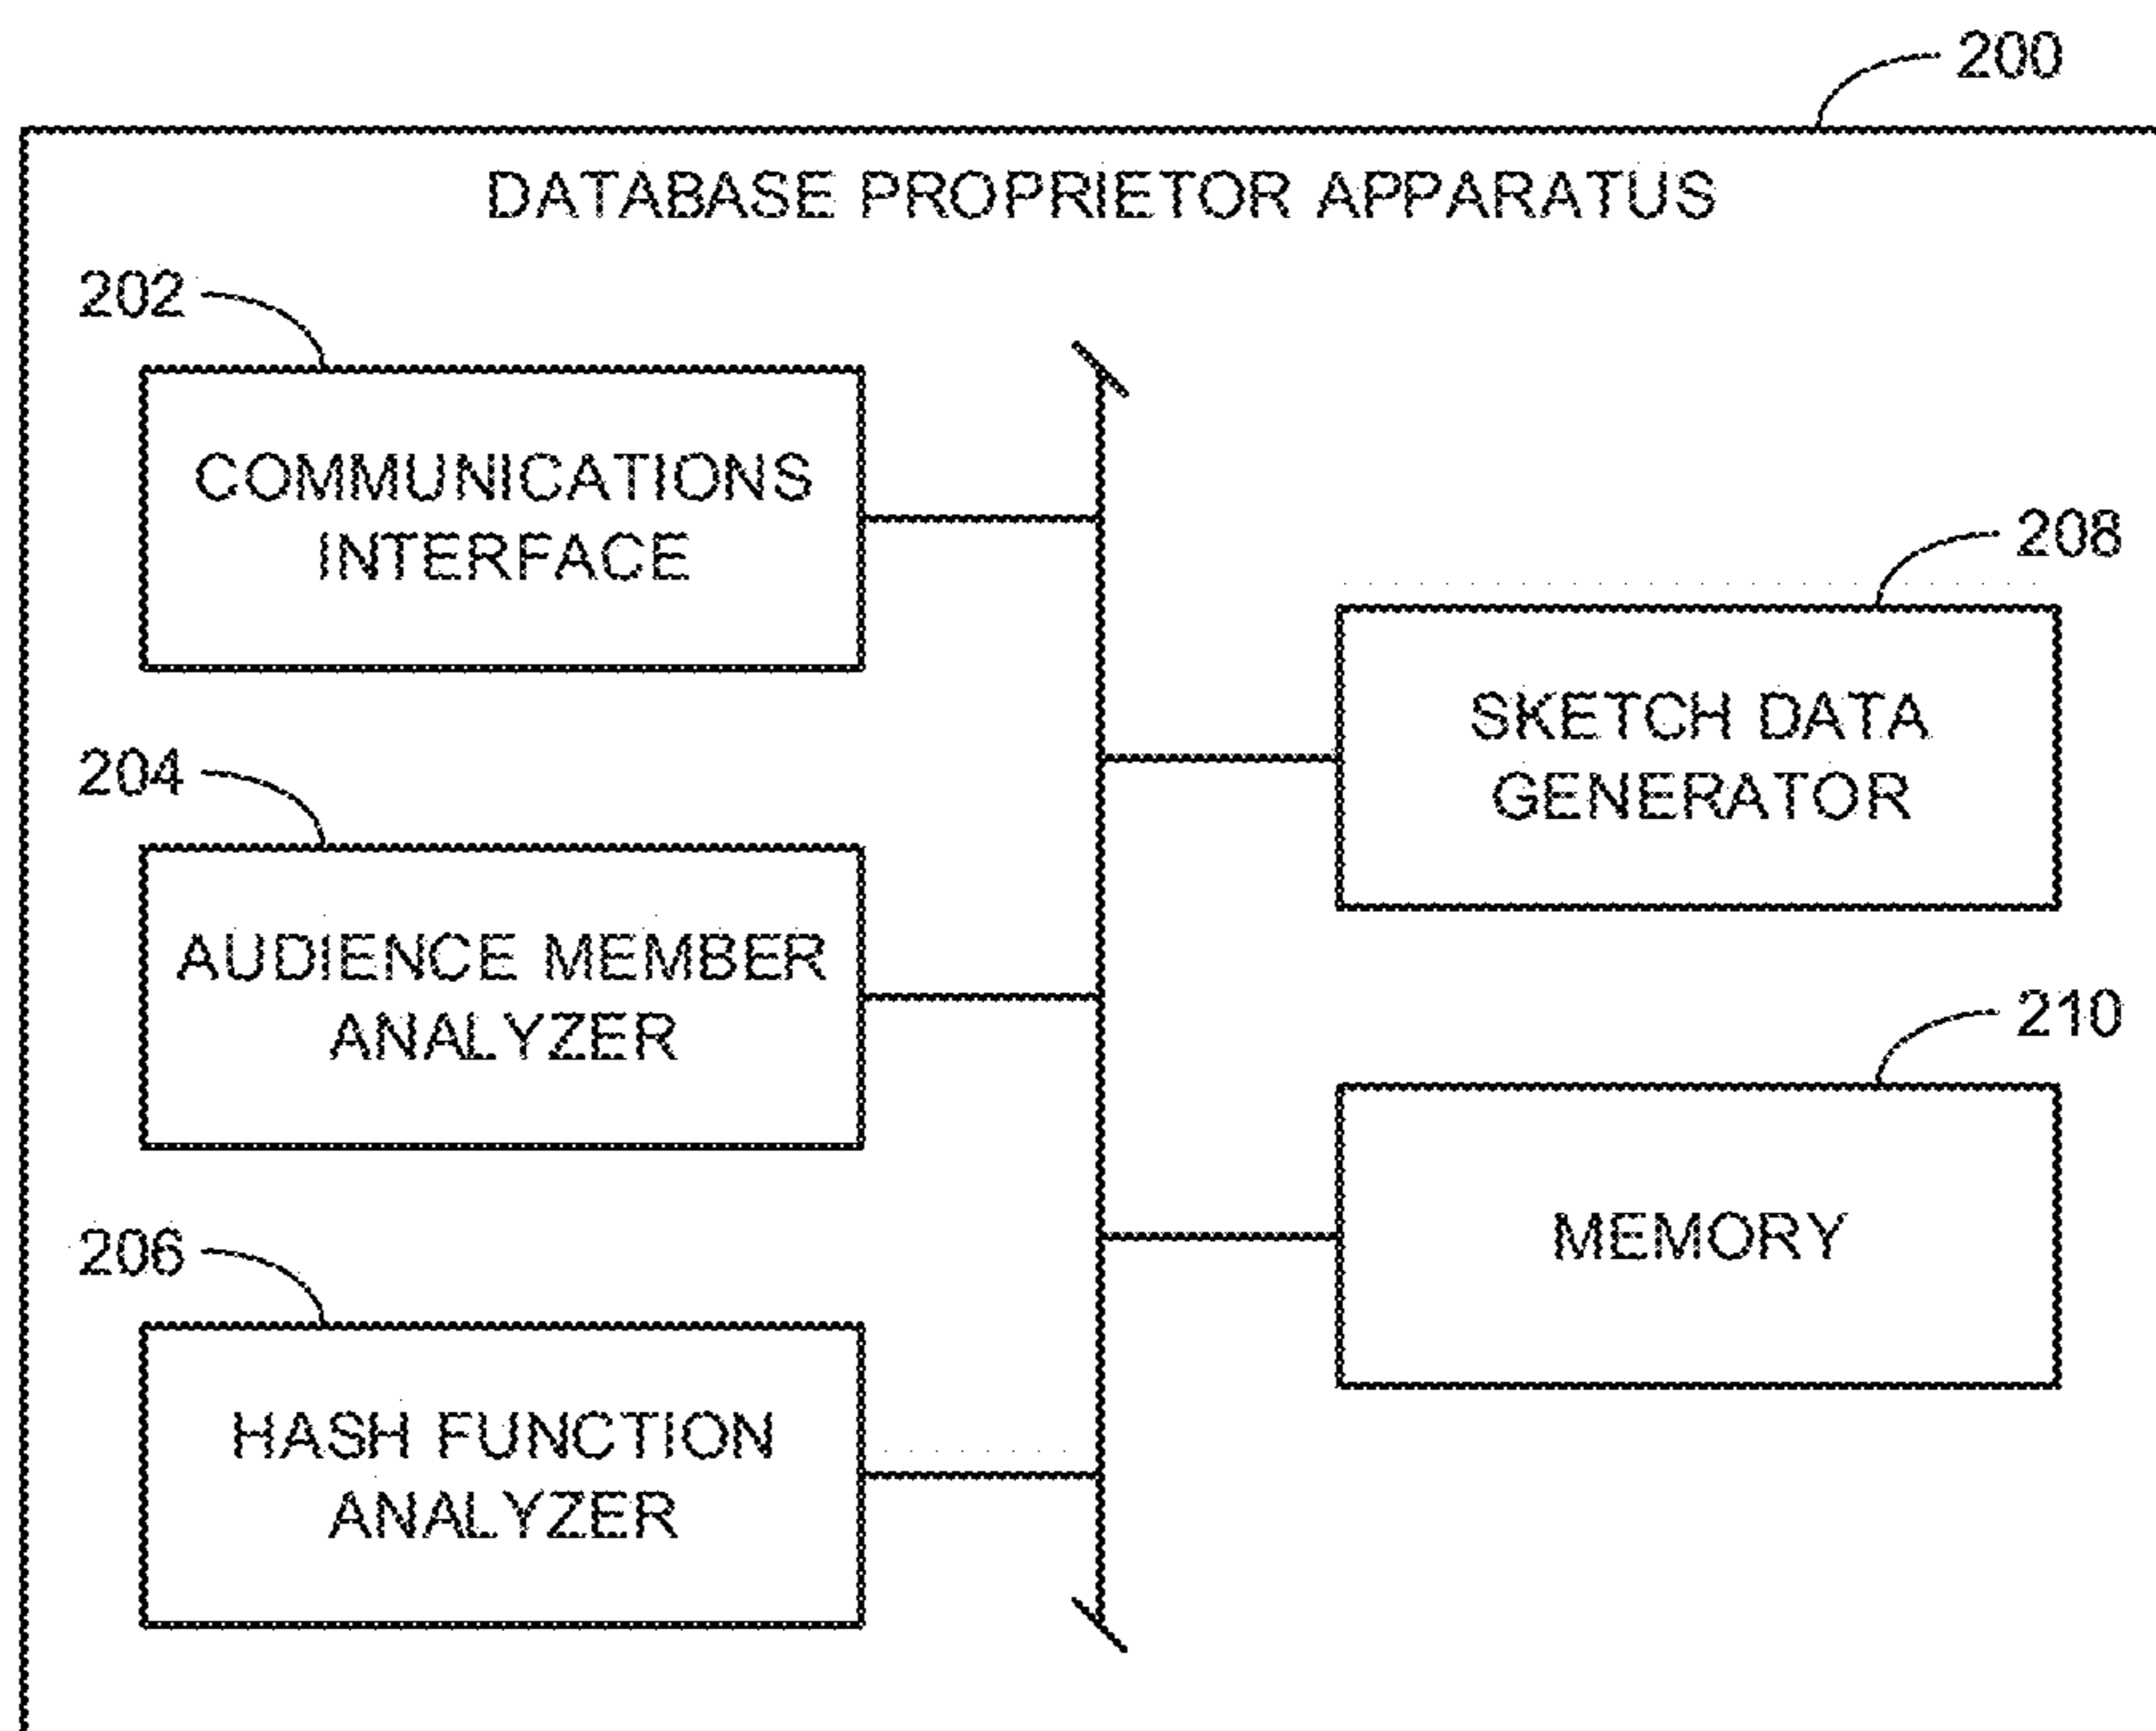 200
DATABASE PROPRIETOR APPARATUS
202
COMMUNICATIONS
INTERFACE
204
AUDIENCE MEMBER
ANALYZER
206
HASH FUNCTION
ANALYZER
208
SKETCH DATA
GENERATOR
210
MEMORY